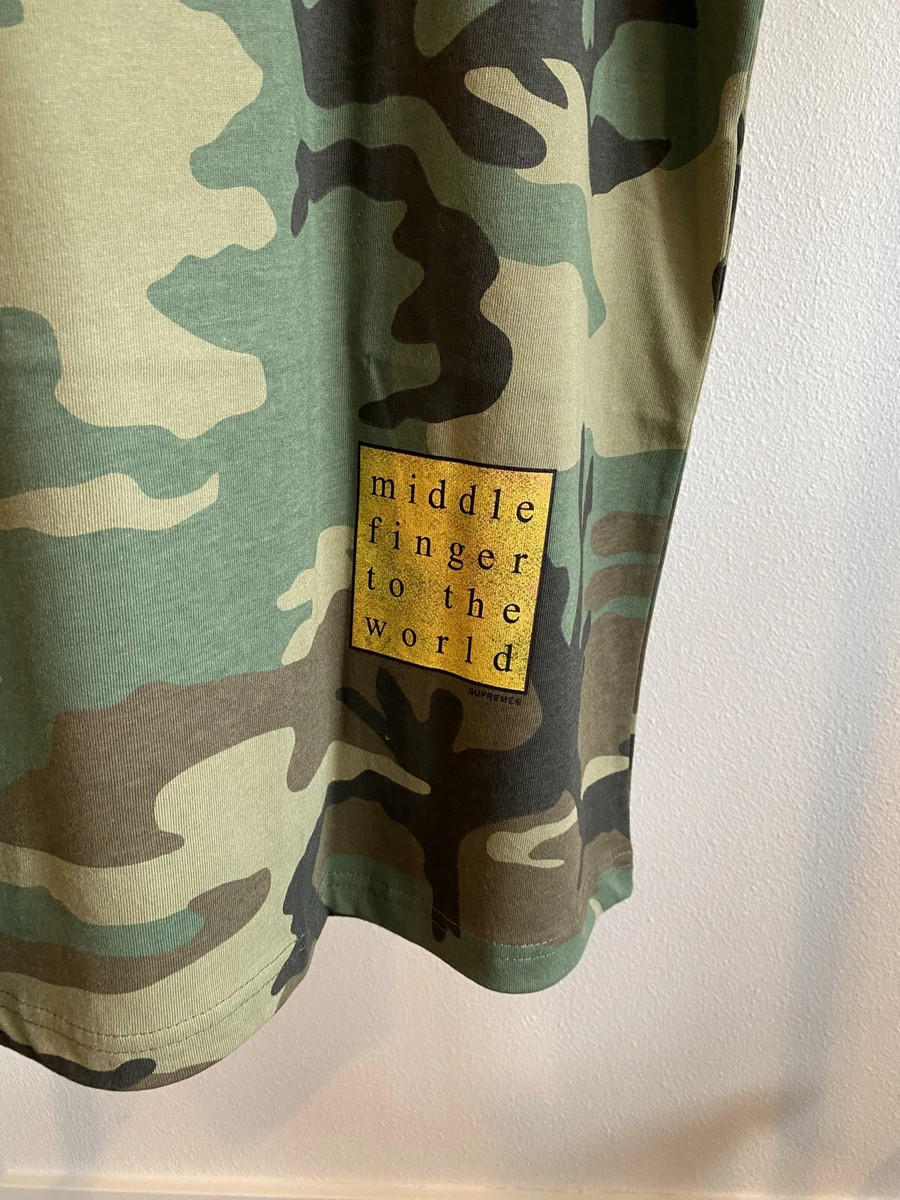 middle
finger
to the
world
SUPREME®